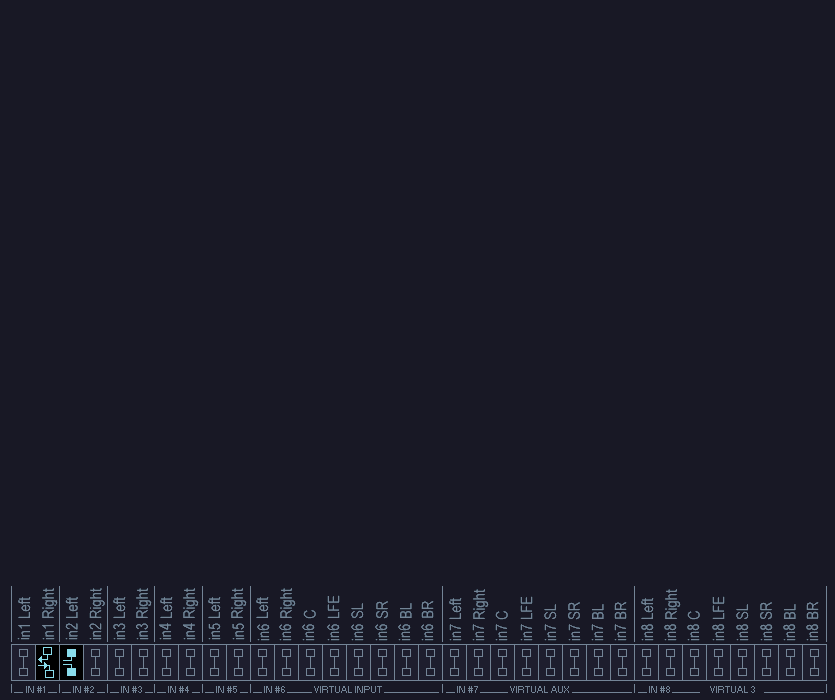 in1 Left in1 Right in2 Left in2 Right in3 Left in3 Right in4 Left in4 Right in5 Left in5 Right in6 Left in6 Right in6 C in6 LFE in6 SL in6 SR in6 BL in6 BR in7 Left in7 Right in7 C in7 LFE in7 SL in7 SR in7 BL in7 BR in8 Left in8 Right in8 C in8 LFE in8 SL in8 SR in8 BL in8 BR
IN #1 IN #2 IN #3 IN #4 IN #5 IN #6 VIRTUAL INPUT IN #7 VIRTUAL AUX IN #8 VIRTUAL 3